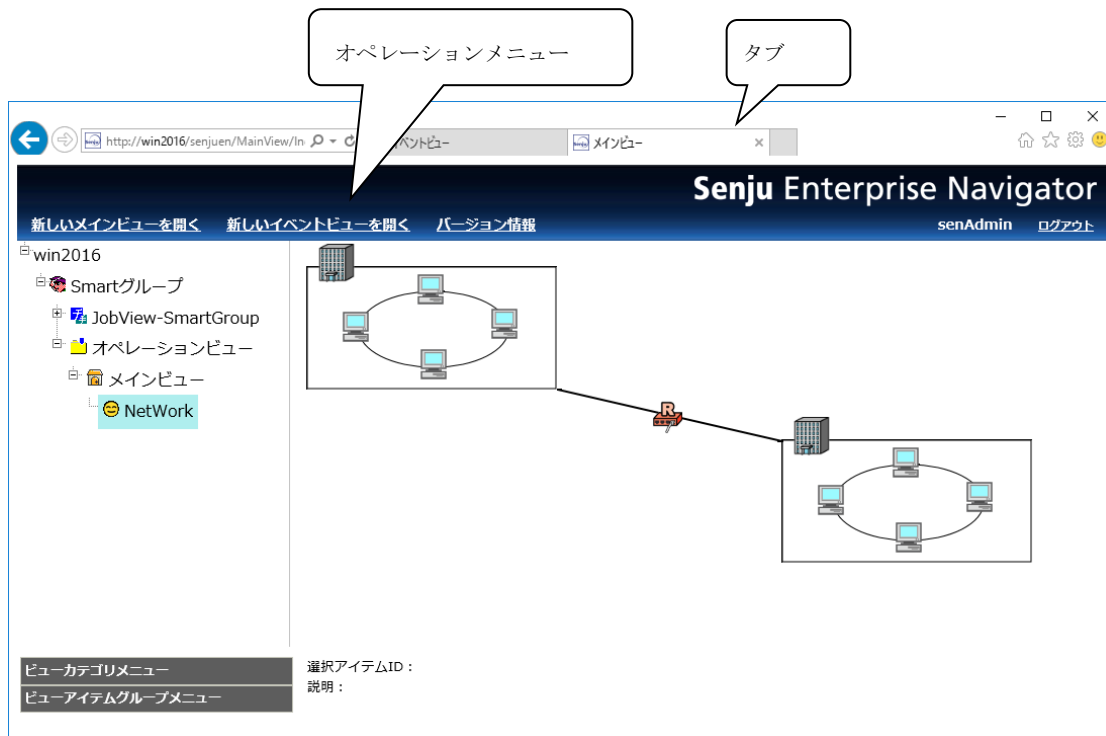 オペレーションメニュー
タブ
http://win2016/senjuen/MainView/In
ベントビュー
メインビュー
Senju Enterprise Navigator
新しいメインビューを開く 新しいイベントビューを開く バージョン情報
senAdmin ログアウト
win2016
Smartグループ
JobView-SmartGroup
オペレーションビュー
メインビュー
NetWork
R
ビューカテゴリメニュー
ビューアイテムグループメニュー
選択アイテムID：
説明：